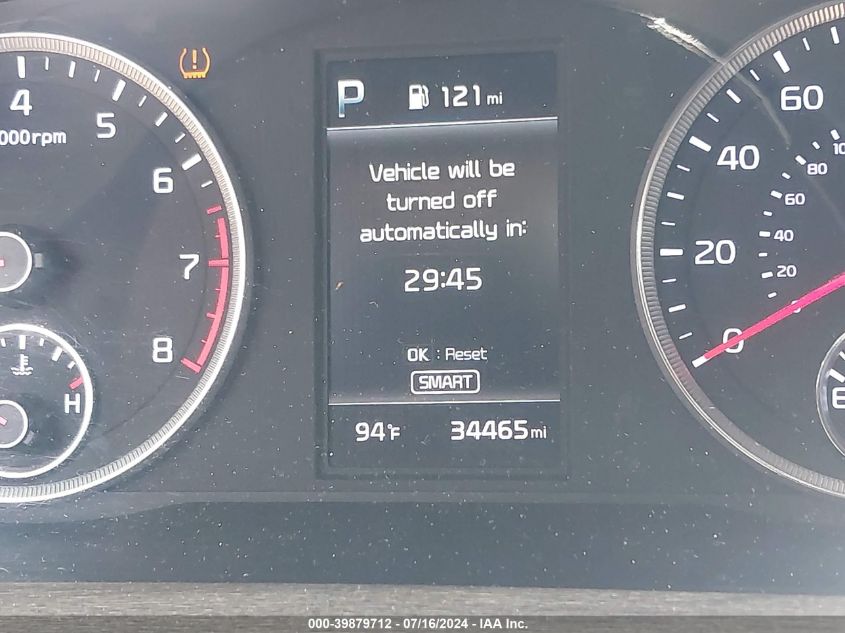 4
000rpm
5
6
7
8
H
P
121 mi
Vehicle will be
turned off
automatically in:
29:45
OK : Reset
SMART
94°F
34465 mi
60
40
20
0
10
80
60
40
20
E
000-39879712 - 07/16/2024 - IAA Inc.